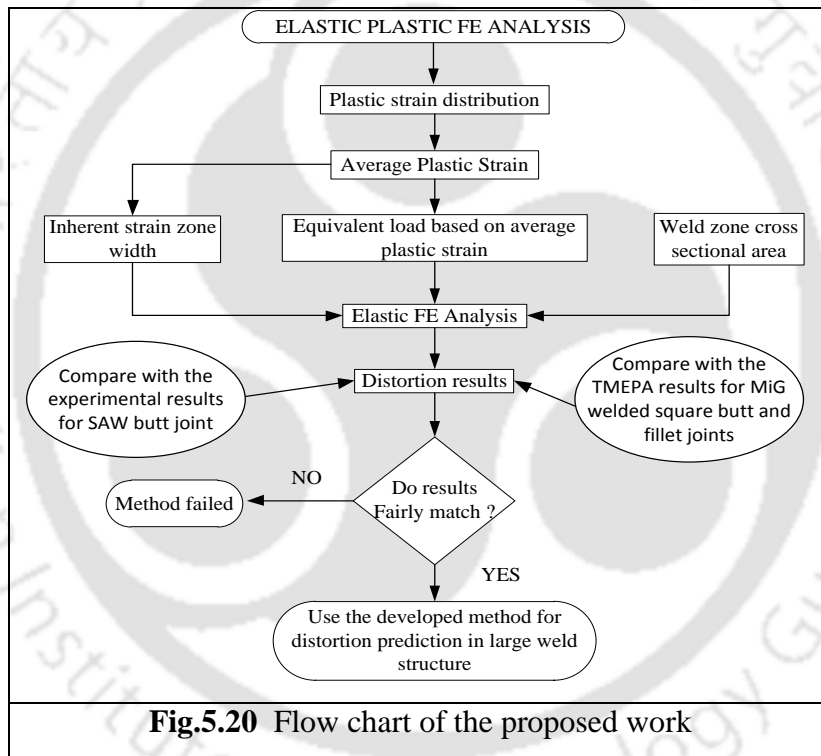 ELASTIC PLASTIC FE ANALYSIS
Plastic strain distribution
Average Plastic Strain
Inherent strain zone
width
Equivalent load based on average
plastic strain
Weld zone cross
sectional area
Elastic FE Analysis
Compare with the
experimental results
for SAW butt joint
Distortion results
Compare with the
TMEPA results for MiG
welded square butt and
fillet joints
NO
Method failed
Do results
Fairly match ?
YES
Use the developed method for
distortion prediction in large weld
structure
Fig.5.20 Flow chart of the proposed work